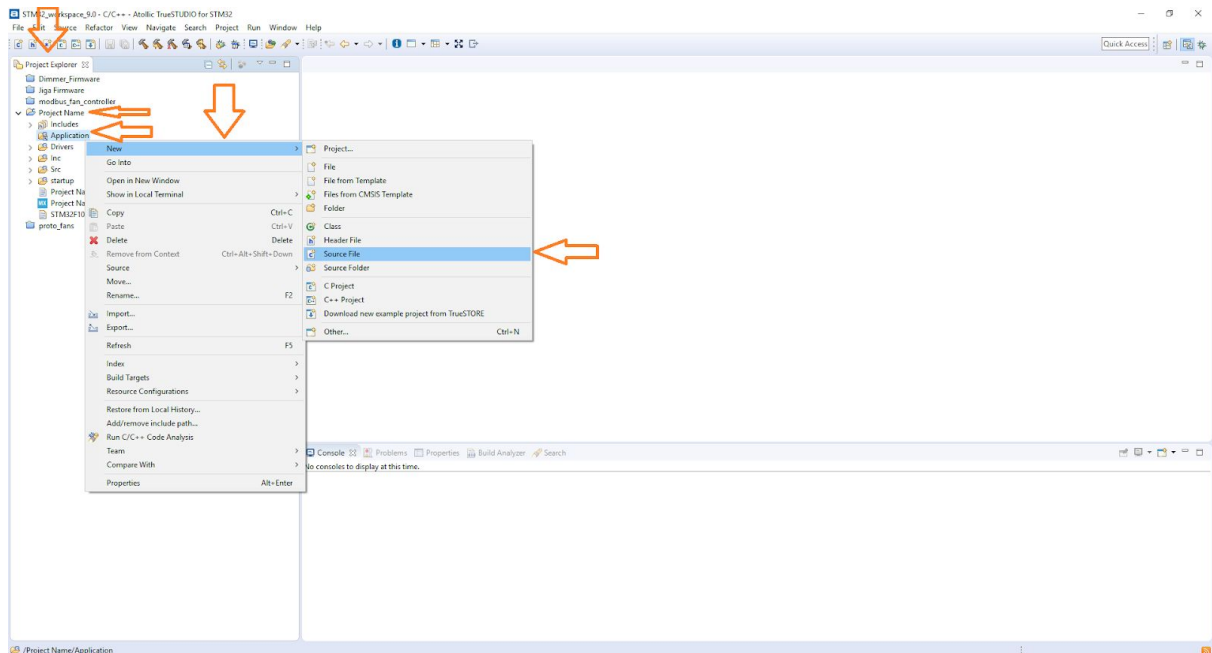 STM32_workspace_9.0 - C/C++ - Atollic TrueSTUDIO for STM32
File Edit Source Refactor View Navigate Search Project Run Window Help
Quick Access
Project Explorer
Dimmer_Firmware
Jiga Firmware
modbus_fan_controller
Project Name
Includes
Application
Drivers
Inc
Src
startup
Project Na
Project Na
STM32F10
proto_fans
New
Go Into
Open in New Window
Show in Local Terminal
Copy Ctrl+C
Paste Ctrl+V
Delete Delete
Remove from Context Ctrl+Alt+Shift+Down
Source
Move...
Rename... F2
Import...
Export...
Refresh F5
Index
Build Targets
Resource Configurations
Restore from Local History...
Add/remove include path...
Run C/C++ Code Analysis
Team
Compare With
Properties Alt+Enter
Project...
File
File from Template
Files from CMSIS Template
Folder
Class
Header File
Source File
Source Folder
C Project
C++ Project
Download new example project from TrueSTORE
Other... Ctrl+N
Console Problems Properties Build Analyzer Search
No consoles to display at this time.
/Project Name/Application